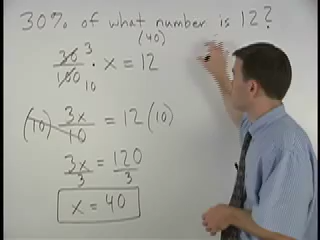 30% of what number is 12?
(40)
30/100 3/10 · x = 12
(10) 3x/10 = 12 (10)
3x/3 = 120/3
x = 40